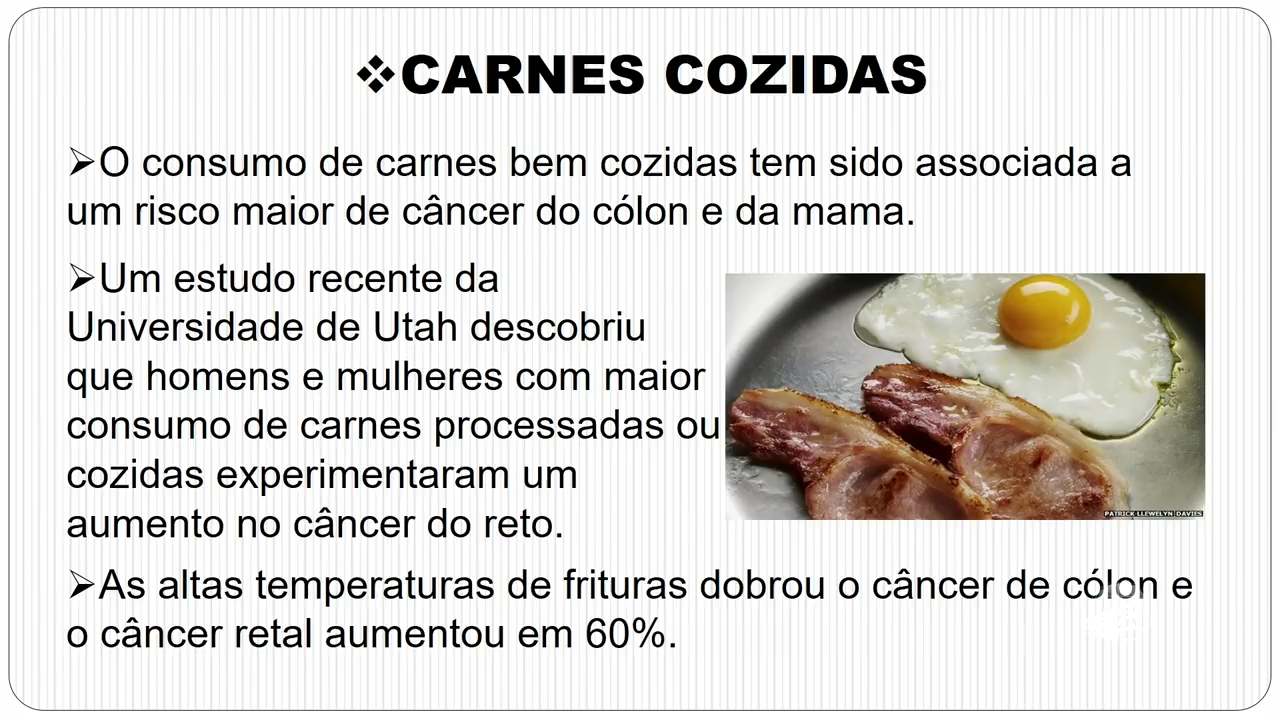 ❖CARNES COZIDAS
➢O consumo de carnes bem cozidas tem sido associada a
um risco maior de câncer do cólon e da mama.
➢Um estudo recente da
Universidade de Utah descobriu
que homens e mulheres com maior
consumo de carnes processadas ou
cozidas experimentaram um
aumento no câncer do reto.
PATRICK LLEWELYN DAVIES
➢As altas temperaturas de frituras dobrou o câncer de cólon e
o câncer retal aumentou em 60%.